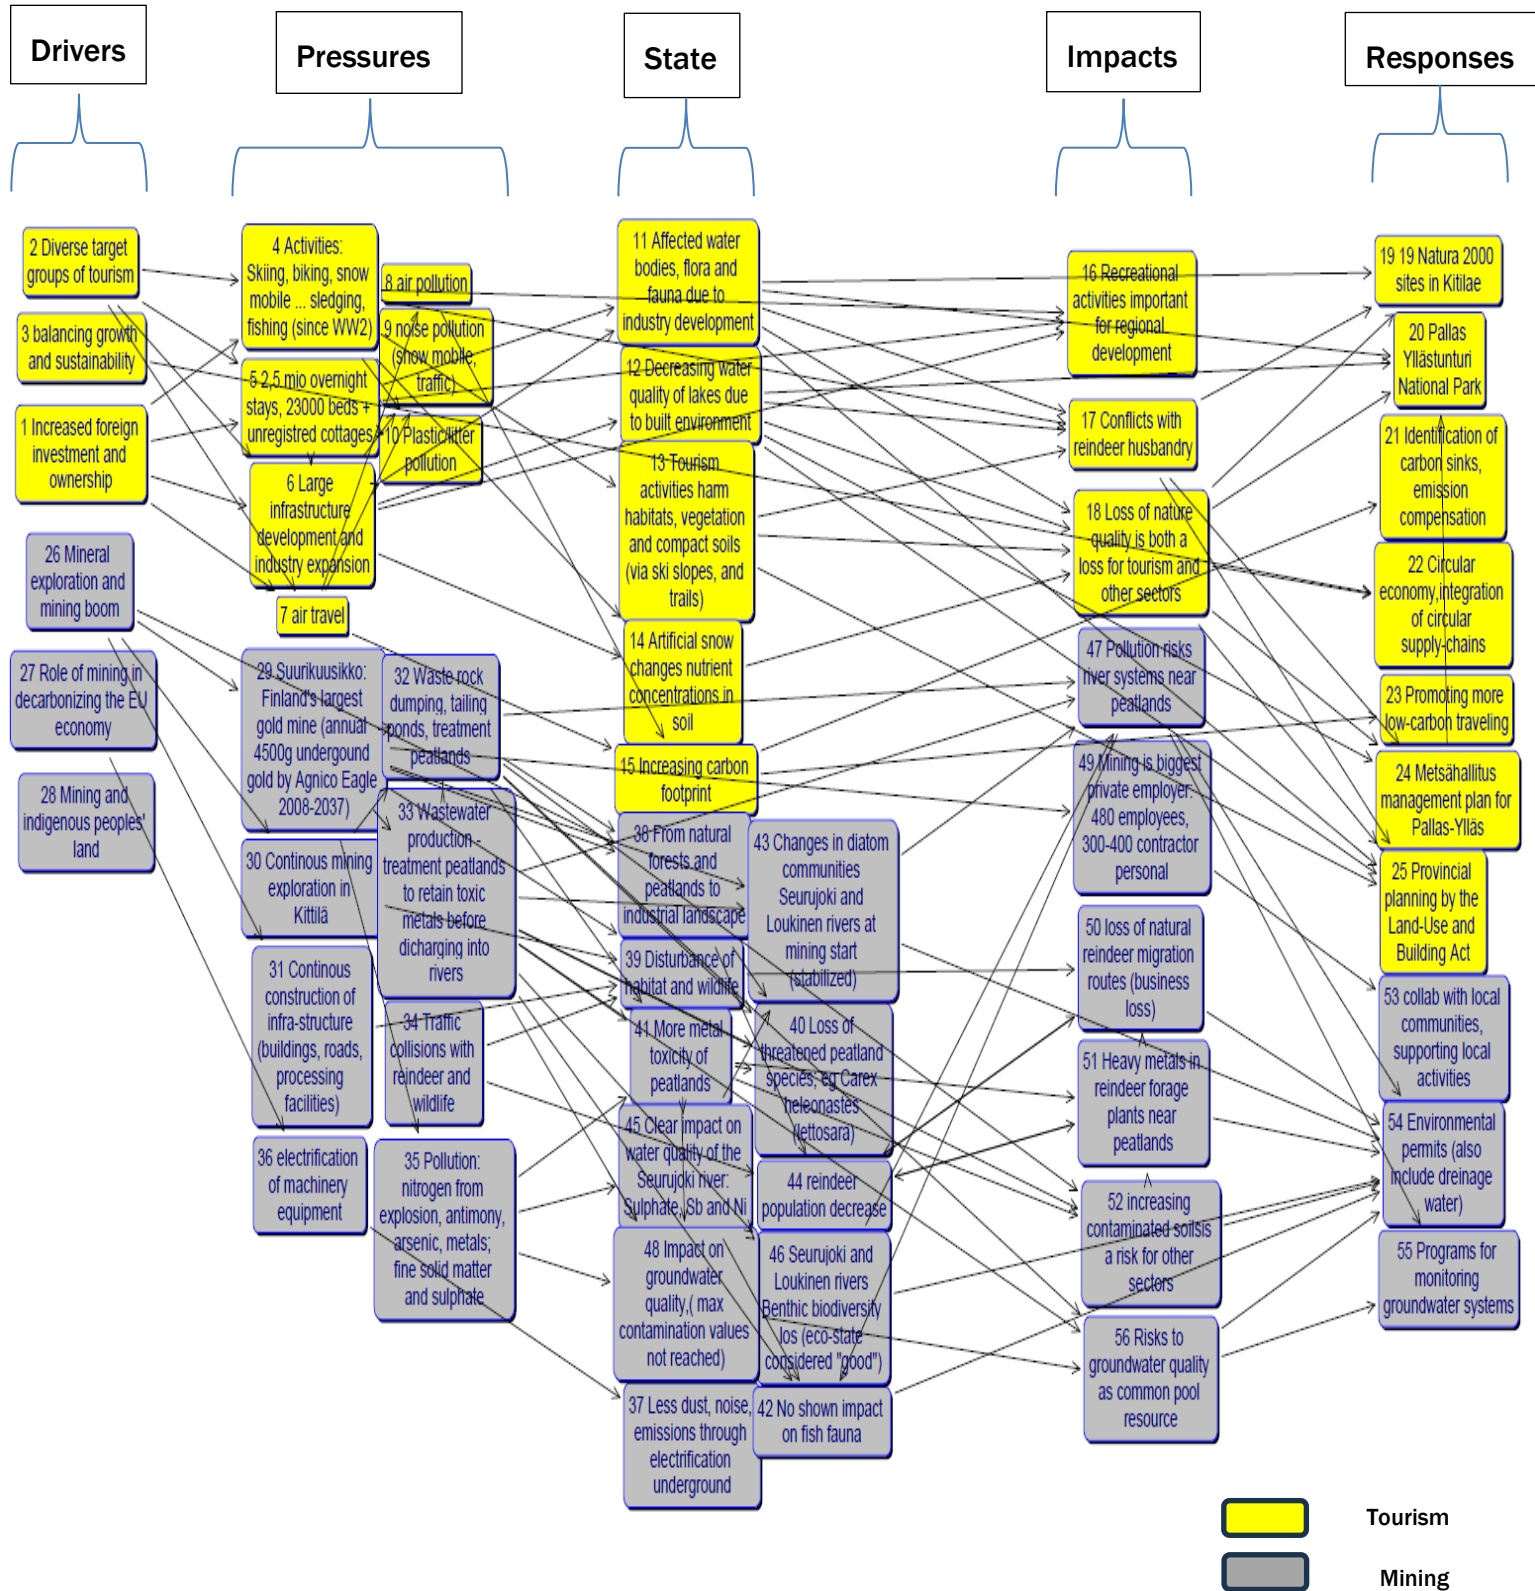 Drivers
Pressures
State
Impacts
Responses
2 Diverse target
groups of tourism
3 balancing growth
and sustainability
1 Increased foreign
investment and
ownership
26 Mineral
exploration and
mining boom
27 Role of mining in
decarbonizing the EU
economy
28 Mining and
indigenous peoples'
land
4 Activities:
Skiing, biking, snow
mobile ... sledging,
fishing (since WW2)
5 2,5 mio overnight
stays, 23000 beds +
unregistred cottages
6 Large
infrastructure
development and
industry expansion
7 air travel
8 air pollution
9 noise pollution
(snow mobile,
traffic)
10 Plastic/litter
pollution
29 Suurikuusikko:
Finland's largest
gold mine (annual
4500g undergound
gold by Agnico Eagle
2008-2037)
30 Continous mining
exploration in
Kittilä
31 Continous
construction of
infra-structure
(buildings, roads,
processing
facilities)
36 electrification
of machinery
equipment
32 Waste rock
dumping, tailing
ponds, treatment
peatlands
33 Wastewater
production -
treatment peatlands
to retain toxic
metals before
dicharging into
rivers
34 Traffic
collisions with
reindeer and
wildlife
35 Pollution:
nitrogen from
explosion, antimony,
arsenic, metals;
fine solid matter
and sulphate
11 Affected water
bodies, flora and
fauna due to
industry development
12 Decreasing water
quality of lakes due
to built environment
13 Tourism
activities harm
habitats, vegetation
and compact soils
(via ski slopes, and
trails)
14 Artificial snow
changes nutrient
concentrations in
soil
15 Increasing carbon
footprint
38 From natural
forests and
peatlands to
industrial landscape
39 Disturbance of
habitat and wildlife
41 More metal
toxicity of
peatlands
45 Clear impact on
water quality of the
Seurujoki river:
Sulphate, Sb and Ni
48 Impact on
groundwater
quality,( max
contamination values
not reached)
37 Less dust, noise,
emissions through
electrification
underground
43 Changes in diatom
communities
Seurujoki and
Loukinen rivers at
mining start
(stabilized)
40 Loss of
threatened peatland
species, eg Carex
heleonastes
(lettosara)
44 reindeer
population decrease
46 Seurujoki and
Loukinen rivers
Benthic biodiversity
los (eco-state
considered "good")
42 No shown impact
on fish fauna
16 Recreational
activities important
for regional
development
17 Conflicts with
reindeer husbandry
18 Loss of nature
quality is both a
loss for tourism and
other sectors
47 Pollution risks
river systems near
peatlands
49 Mining is biggest
private employer:
480 employees,
300-400 contractor
personal
50 loss of natural
reindeer migration
routes (business
loss)
51 Heavy metals in
reindeer forage
plants near
peatlands
52 increasing
contaminated soilsis
a risk for other
sectors
56 Risks to
groundwater quality
as common pool
resource
19 19 Natura 2000
sites in Kitilae
20 Pallas
Yllästunturi
National Park
21 Identification of
carbon sinks,
emission
compensation
22 Circular
economy,integration
of circular
supply-chains
23 Promoting more
low-carbon traveling
24 Metsähallitus
management plan for
Pallas-Ylläs
25 Provincial
planning by the
Land-Use and
Building Act
53 collab with local
communities,
supporting local
activities
54 Environmental
permits (also
include dreinage
water)
55 Programs for
monitoring
groundwater systems
Tourism
Mining